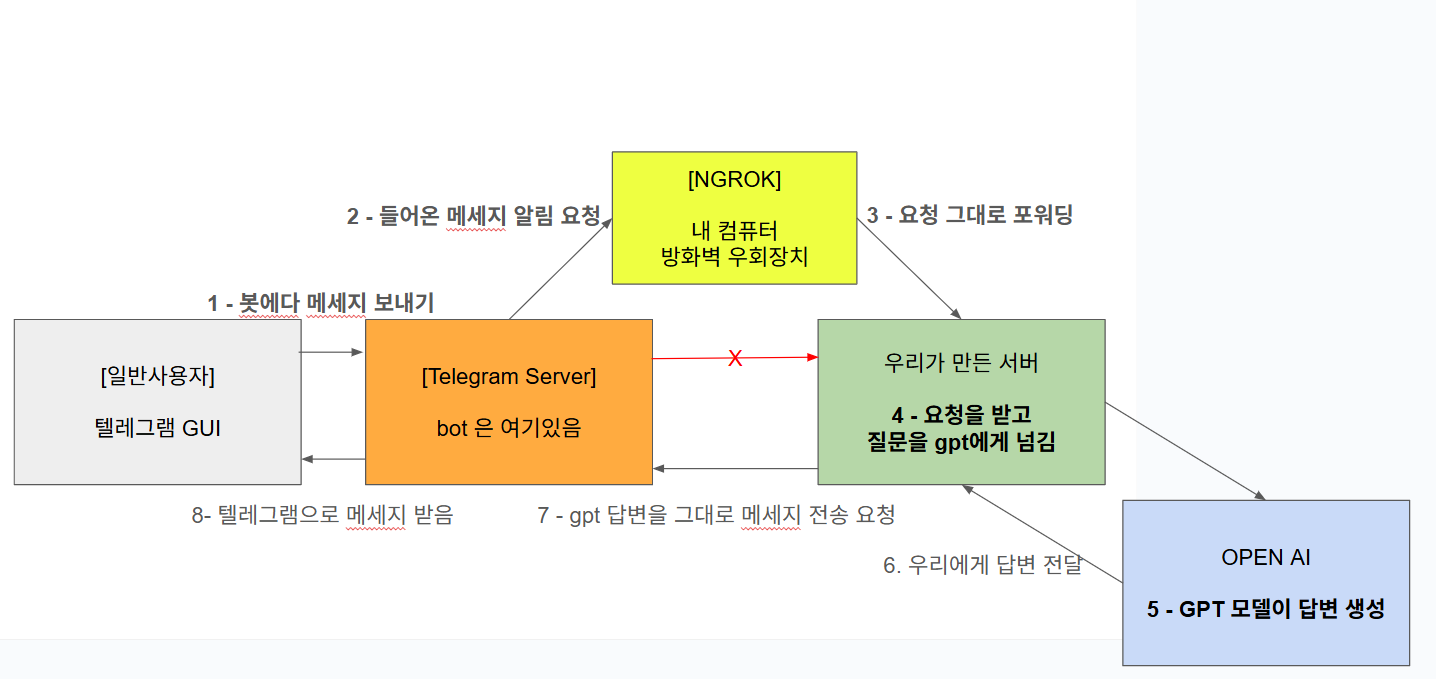 [NGROK]
내 컴퓨터
방화벽 우회장치
2 - 들어온 메세지 알림 요청
3 - 요청 그대로 포워딩
1 - 봇에다 메세지 보내기
[일반사용자]
텔레그램 GUI
[Telegram Server]
bot 은 여기있음
X
우리가 만든 서버
4 - 요청을 받고
질문을 gpt에게 넘김
8- 텔레그램으로 메세지 받음
7 - gpt 답변을 그대로 메세지 전송 요청
6. 우리에게 답변 전달
OPEN AI
5 - GPT 모델이 답변 생성